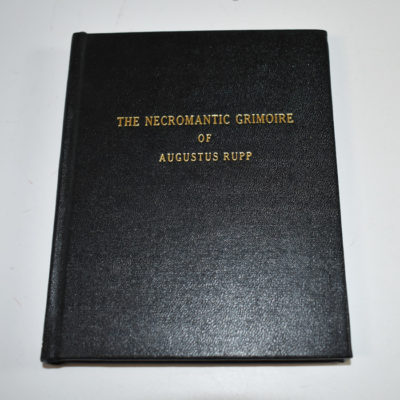 THE NECROMANTIC GRIMOIRE
OF
AUGUSTUS RUPP